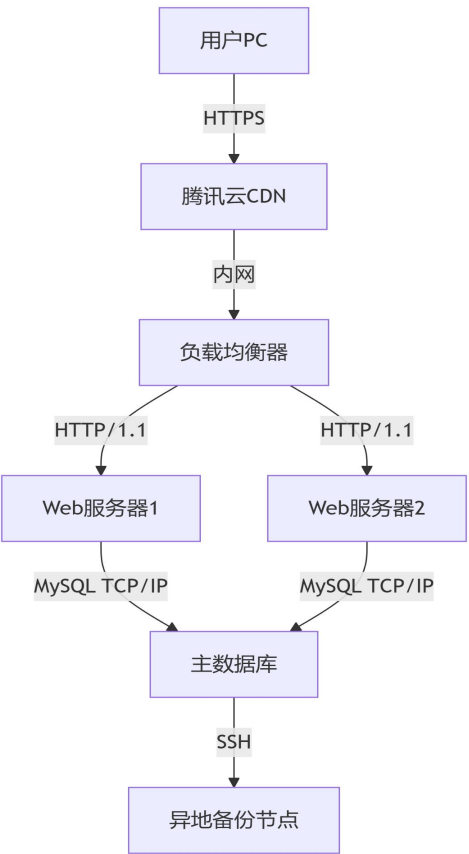 用户PC
HTTPS
腾讯云CDN
内网
负载均衡器
HTTP/1.1
HTTP/1.1
Web服务器1
Web服务器2
MySQL TCP/IP
MySQL TCP/IP
主数据库
SSH
异地备份节点